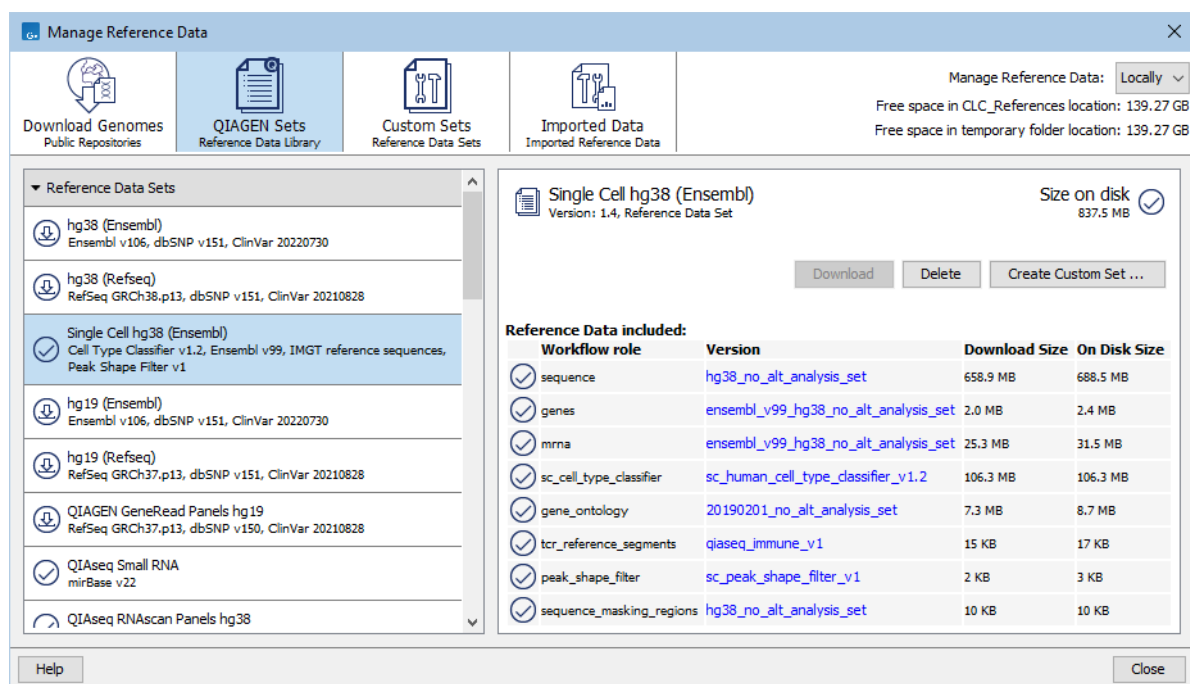 Manage Reference Data
Download Genomes
Public Repositories
QIAGEN Sets
Reference Data Library
Custom Sets
Reference Data Sets
Imported Data
Imported Reference Data
Manage Reference Data: Locally
Free space in CLC_References location: 139.27 GB
Free space in temporary folder location: 139.27 GB
Reference Data Sets
hg38 (Ensembl)
Ensembl v106, dbSNP v151, ClinVar 20220730
hg38 (Refseq)
RefSeq GRCh38.p13, dbSNP v151, ClinVar 20210828
Single Cell hg38 (Ensembl)
Cell Type Classifier v1.2, Ensembl v99, IMGT reference sequences,
Peak Shape Filter v1
hg19 (Ensembl)
Ensembl v106, dbSNP v151, ClinVar 20220730
hg19 (Refseq)
RefSeq GRCh37.p13, dbSNP v151, ClinVar 20210828
QIAGEN GeneRead Panels hg19
RefSeq GRCh37.p13, dbSNP v150, ClinVar 20210828
QIAseq Small RNA
mirBase v22
QIAseq RNAscan Panels hg38
Single Cell hg38 (Ensembl)
Version: 1.4, Reference Data Set
Size on disk
837.5 MB
Download Delete Create Custom Set ...
Reference Data included:
Workflow role Version Download Size On Disk Size
sequence hg38_no_alt_analysis_set 658.9 MB 688.5 MB
genes ensembl_v99_hg38_no_alt_analysis_set 2.0 MB 2.4 MB
mrna ensembl_v99_hg38_no_alt_analysis_set 25.3 MB 31.5 MB
sc_cell_type_classifier sc_human_cell_type_classifier_v1.2 106.3 MB 106.3 MB
gene_ontology 20190201_no_alt_analysis_set 7.3 MB 8.7 MB
tcr_reference_segments qiaseq_immune_v1 15 KB 17 KB
peak_shape_filter sc_peak_shape_filter_v1 2 KB 3 KB
sequence_masking_regions hg38_no_alt_analysis_set 10 KB 10 KB
Help Close